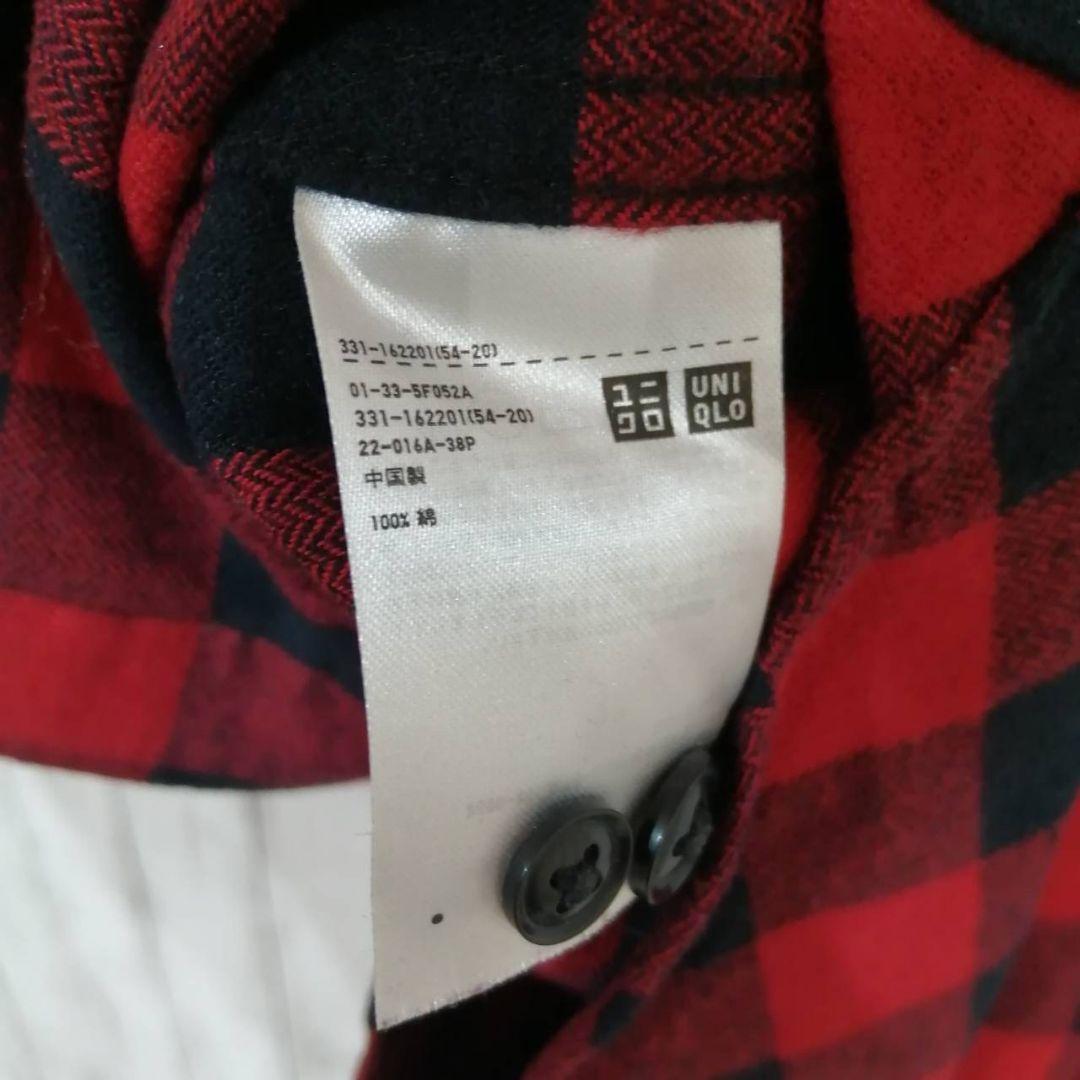 331-162201(54-20)
01-33-5F052A
331-162201(54-20)
22-016A-38P
中国製
100% 綿
ユニ
クロ
UNI
QLO